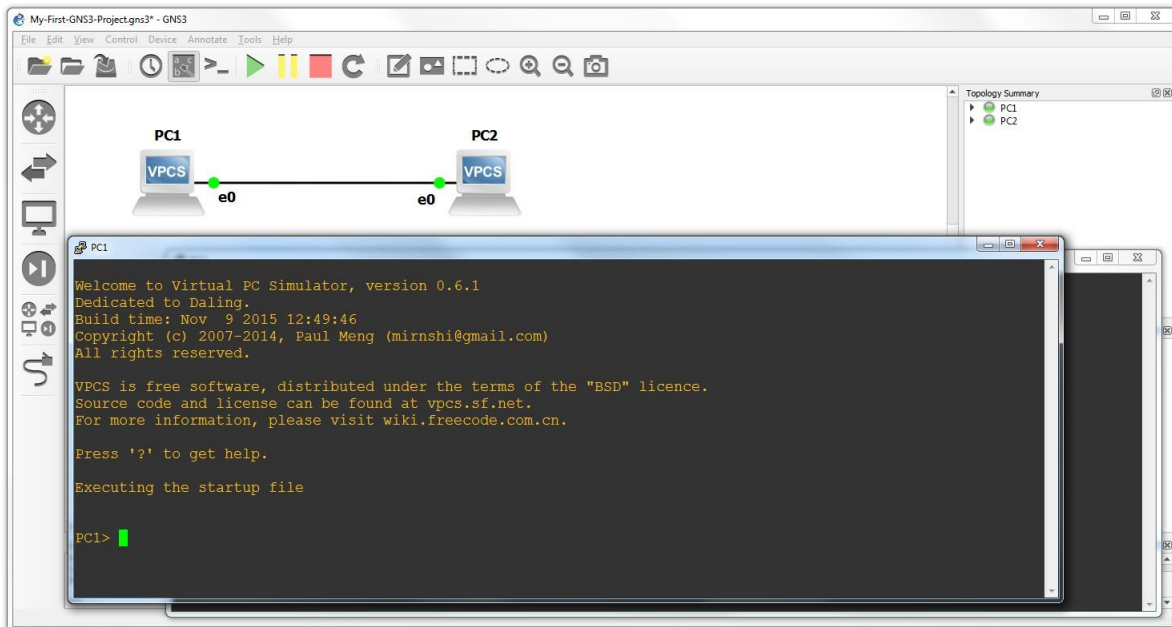 My-First-GNS3-Project.gns3* - GNS3
File Edit View Control Device Annotate Tools Help
Topology Summary
PC1
PC2
PC1
PC2
VPCS
VPCS
e0
e0
PC1
Welcome to Virtual PC Simulator, version 0.6.1
Dedicated to Daling.
Build time: Nov  9 2015 12:49:46
Copyright (c) 2007-2014, Paul Meng (mirnshi@gmail.com)
All rights reserved.
VPCS is free software, distributed under the terms of the "BSD" licence.
Source code and license can be found at vpcs.sf.net.
For more information, please visit wiki.freecode.com.cn.
Press '?' to get help.
Executing the startup file
PC1>